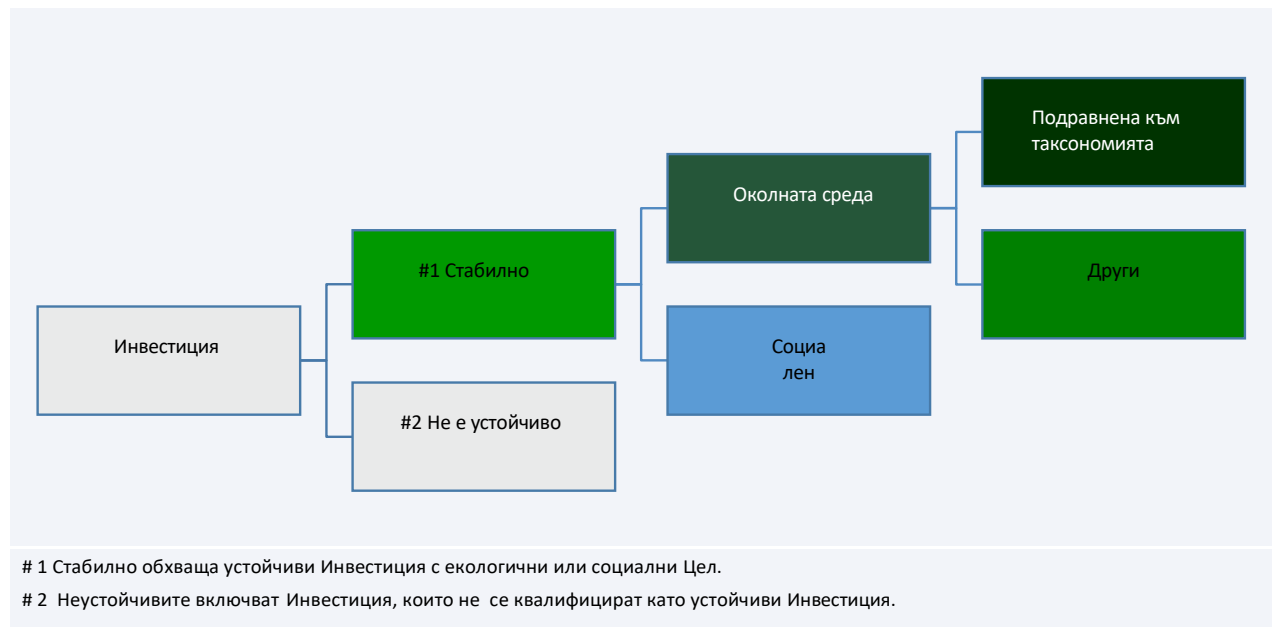 Подравнена към
таксономията
Околната среда
#1 Стабилно
Други
Инвестиция
Социа
лен
#2 Не е устойчиво
# 1 Стабилно обхваща устойчиви Инвестиция с екологични или социални Цел.
# 2 Неустойчивите включват Инвестиция, които не се квалифицират като устойчиви Инвестиция.